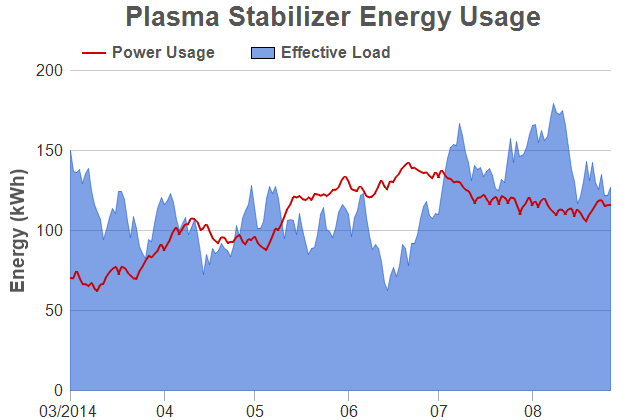 Plasma Stabilizer Energy Usage
Power Usage
Effective Load
Energy (kWh)
200
150
100
50
0
03/2014 04 05 06 07 08